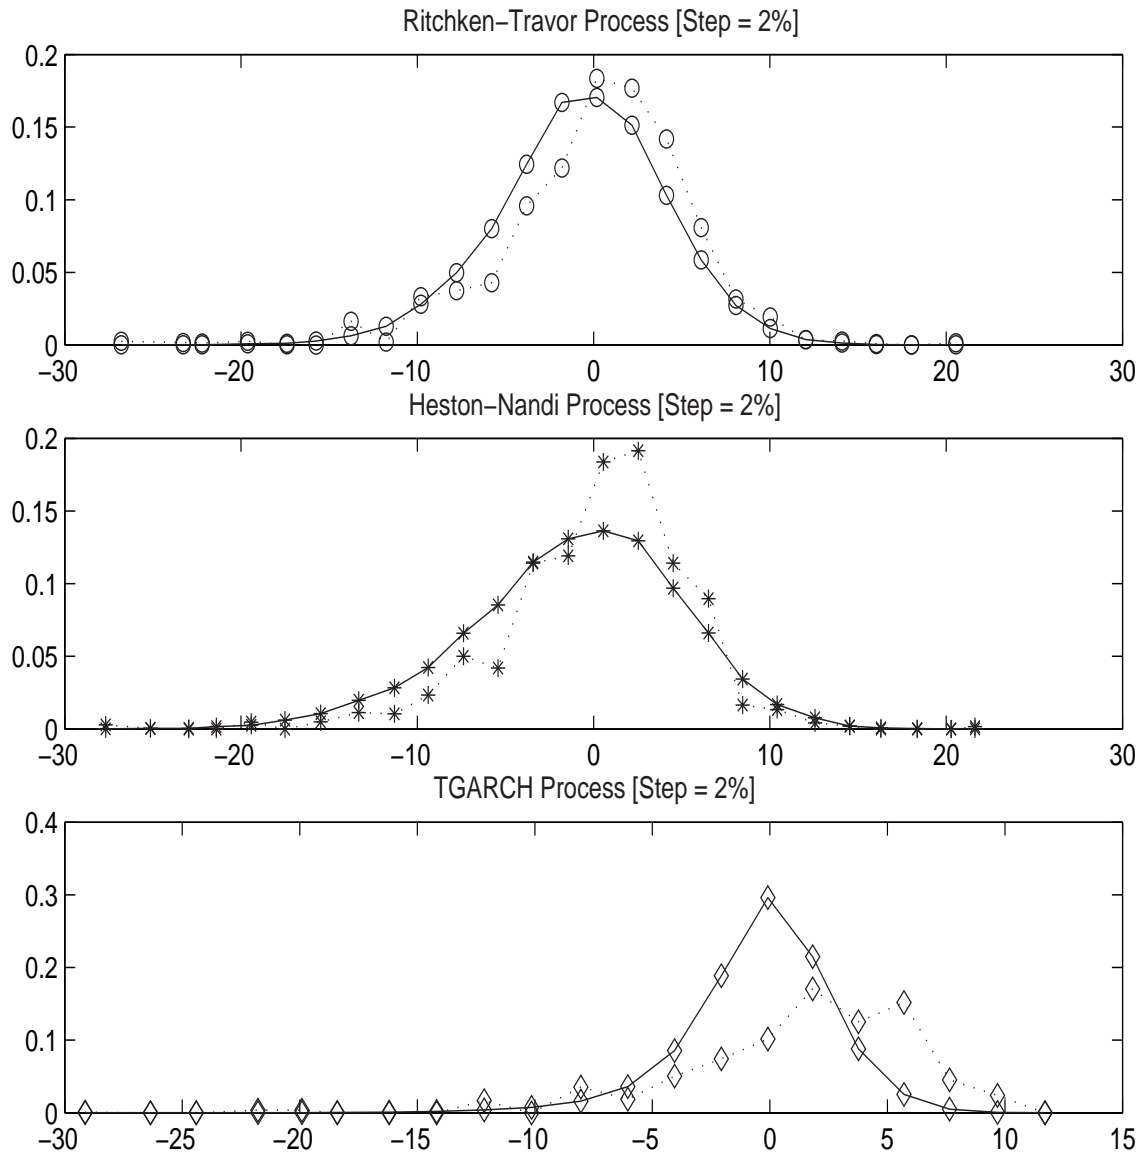 Ritchken–Travor Process [Step = 2%]
0.2
0.15
0.1
0.05
0
–30 –20 –10 0 10 20 30
Heston–Nandi Process [Step = 2%]
0.2
0.15
0.1
0.05
0
–30 –20 –10 0 10 20 30
TGARCH Process [Step = 2%]
0.4
0.3
0.2
0.1
0
–30 –25 –20 –15 –10 –5 0 5 10 15